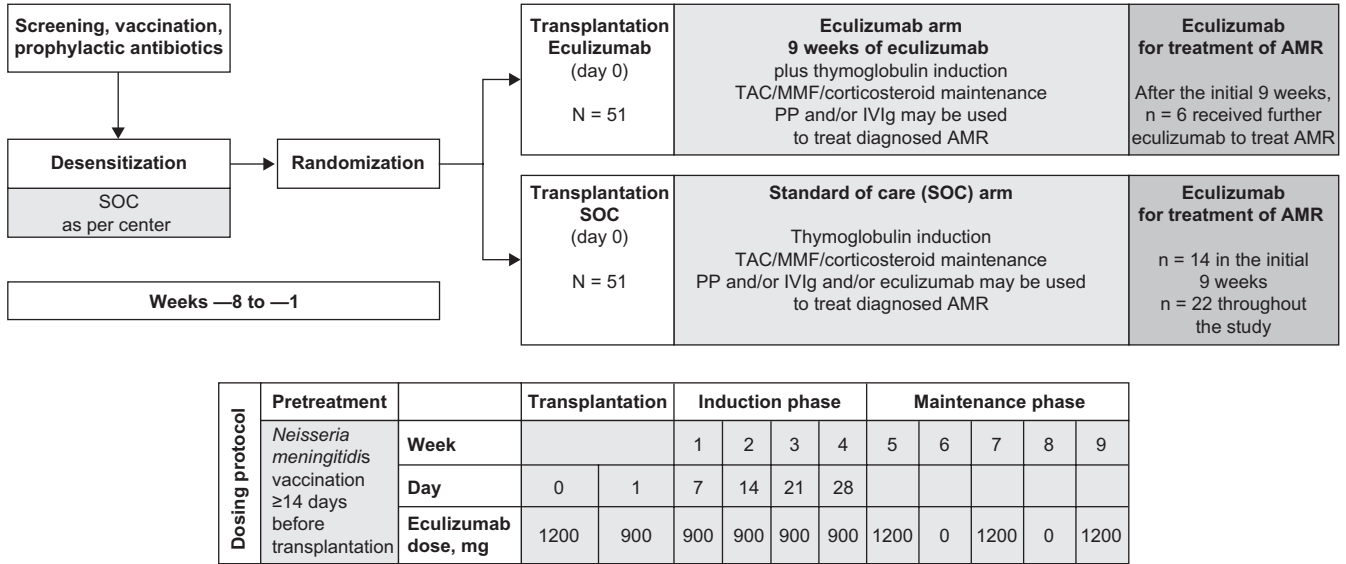 Screening, vaccination,
prophylactic antibiotics
Desensitization
SOC
as per center
Weeks —8 to —1
Randomization
Transplantation
Eculizumab
(day 0)
N = 51
Eculizumab arm
9 weeks of eculizumab
plus thymoglobulin induction
TAC/MMF/corticosteroid maintenance
PP and/or IVIg may be used
to treat diagnosed AMR
Eculizumab
for treatment of AMR
After the initial 9 weeks,
n = 6 received further
eculizumab to treat AMR
Transplantation
SOC
(day 0)
N = 51
Standard of care (SOC) arm
Thymoglobulin induction
TAC/MMF/corticosteroid maintenance
PP and/or IVIg and/or eculizumab may be used
to treat diagnosed AMR
Eculizumab
for treatment of AMR
n = 14 in the initial
9 weeks
n = 22 throughout
the study
Dosing protocol
Pretreatment Transplantation Induction phase Maintenance phase
Neisseria
meningitidis
vaccination
≥14 days
before
transplantation
Week 1 2 3 4 5 6 7 8 9
Day 0 1 7 14 21 28
Eculizumab
dose, mg 1200 900 900 900 900 900 1200 0 1200 0 1200